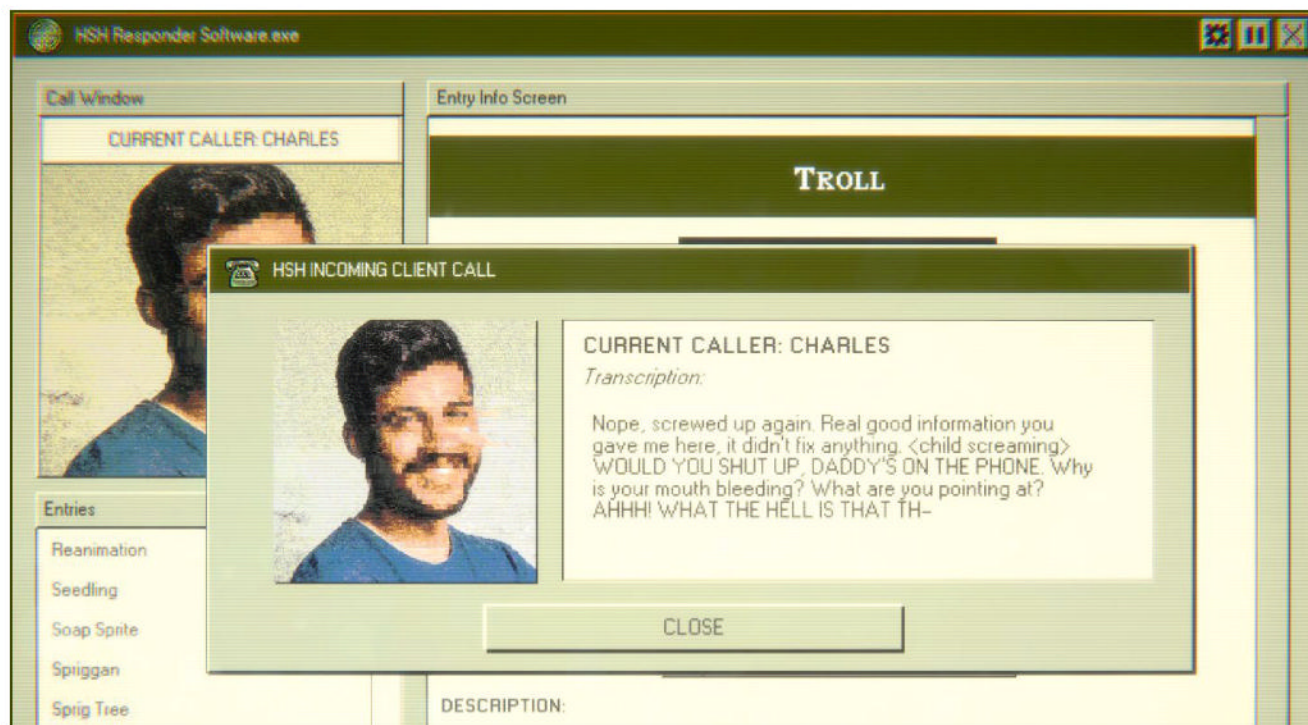 HSH Responder Software.exe
Call Window
CURRENT CALLER: CHARLES
Entry Info Screen
TROLL
HSH INCOMING CLIENT CALL
CURRENT CALLER: CHARLES
Transcription:
Nope, screwed up again. Real good information you
gave me here, it didn't fix anything. <child screaming>
WOULD YOU SHUT UP, DADDY'S ON THE PHONE. Why
is your mouth bleeding? What are you pointing at?
AHHH! WHAT THE HELL IS THAT TH-
CLOSE
Entries
Reanimation
Seedling
Soap Sprite
Spriggan
Sprig Tree
DESCRIPTION: